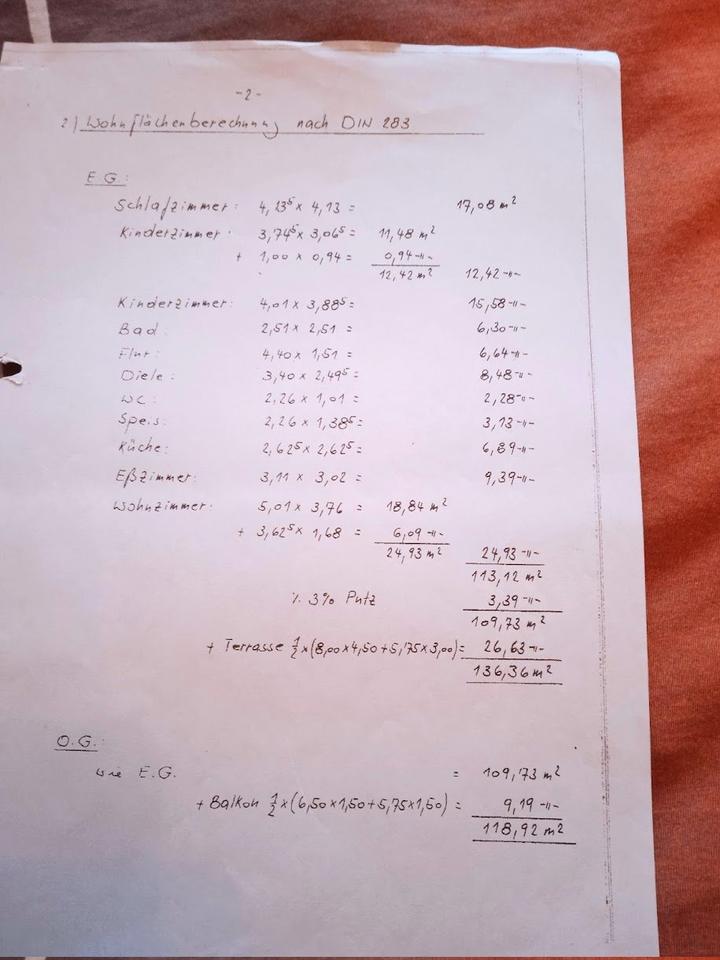 -2-
2) Wohnflächenberechnung nach DIN 283
E.G.:
Schlafzimmer: 4,13⁵ x 4,13 = 17,08 m²
Kinderzimmer: 3,74⁵ x 3,06⁵ = 11,48 m²
+ 1,00 x 0,94 = 0,94 -"-
12,42 m² 12,42 -"-
Kinderzimmer: 4,01 x 3,88⁵ = 15,58 -"-
Bad: 2,51 x 2,51 = 6,30 -"-
Flur: 4,40 x 1,51 = 6,64 -"-
Diele: 3,40 x 2,49⁵ = 8,48 -"-
WC: 2,26 x 1,01 = 2,28 -"-
Speis: 2,26 x 1,38⁵ = 3,13 -"-
Küche: 2,62⁵ x 2,62⁵ = 6,89 -"-
Eßzimmer: 3,11 x 3,02 = 9,39 -"-
Wohnzimmer: 5,01 x 3,76 = 18,84 m²
+ 3,62⁵ x 1,68 = 6,09 -"-
24,93 m² 24,93 -"-
113,12 m²
⁒ 3% Putz 3,39 -"-
109,73 m²
+ Terrasse ½ x (8,00 x 4,50 + 5,75 x 3,00) = 26,63 -"-
136,36 m²
O.G.:
wie E.G. = 109,73 m²
+ Balkon ½ x (6,50 x 1,50 + 5,75 x 1,50) = 9,19 -"-
118,92 m²